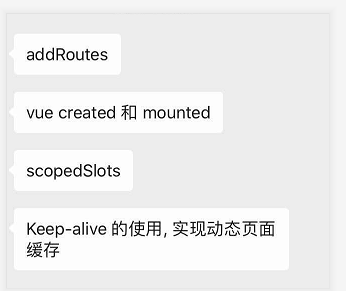 addRoutes
vue created 和 mounted
scopedSlots
Keep-alive 的使用, 实现动态页面
缓存